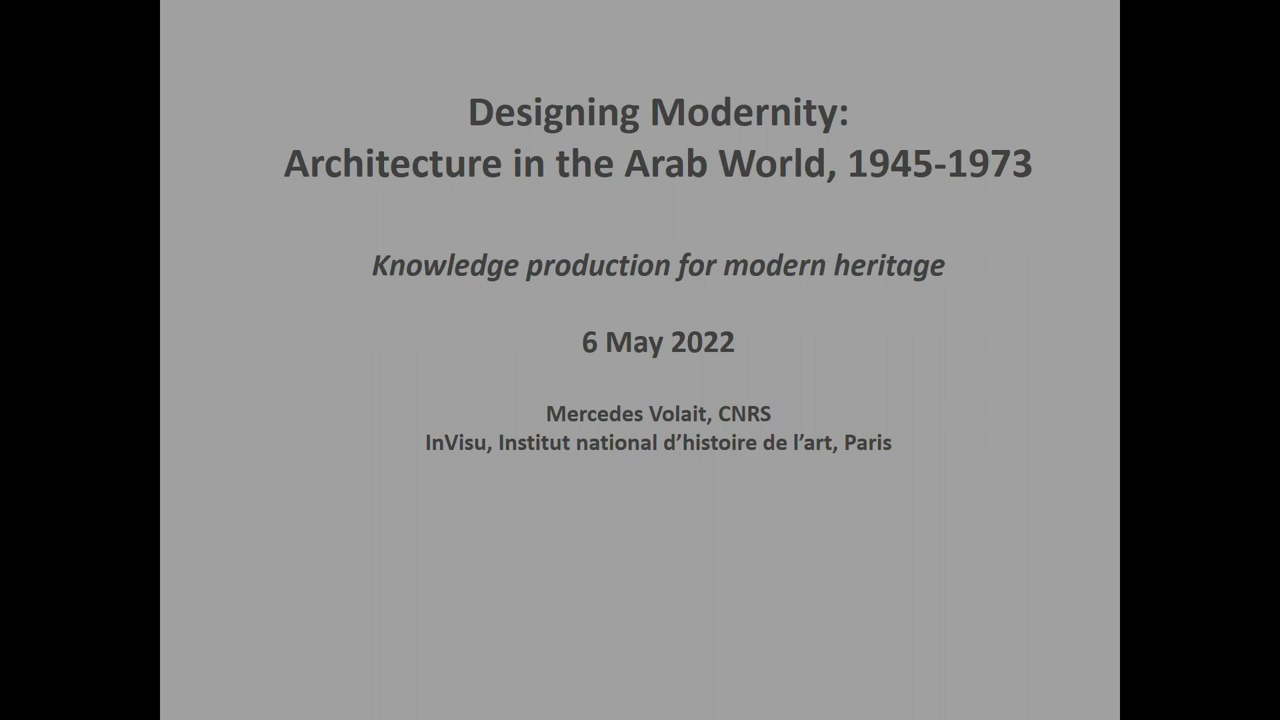 Designing Modernity:
Architecture in the Arab World, 1945-1973
Knowledge production for modern heritage
6 May 2022
Mercedes Volait, CNRS
InVisu, Institut national d’histoire de l’art, Paris